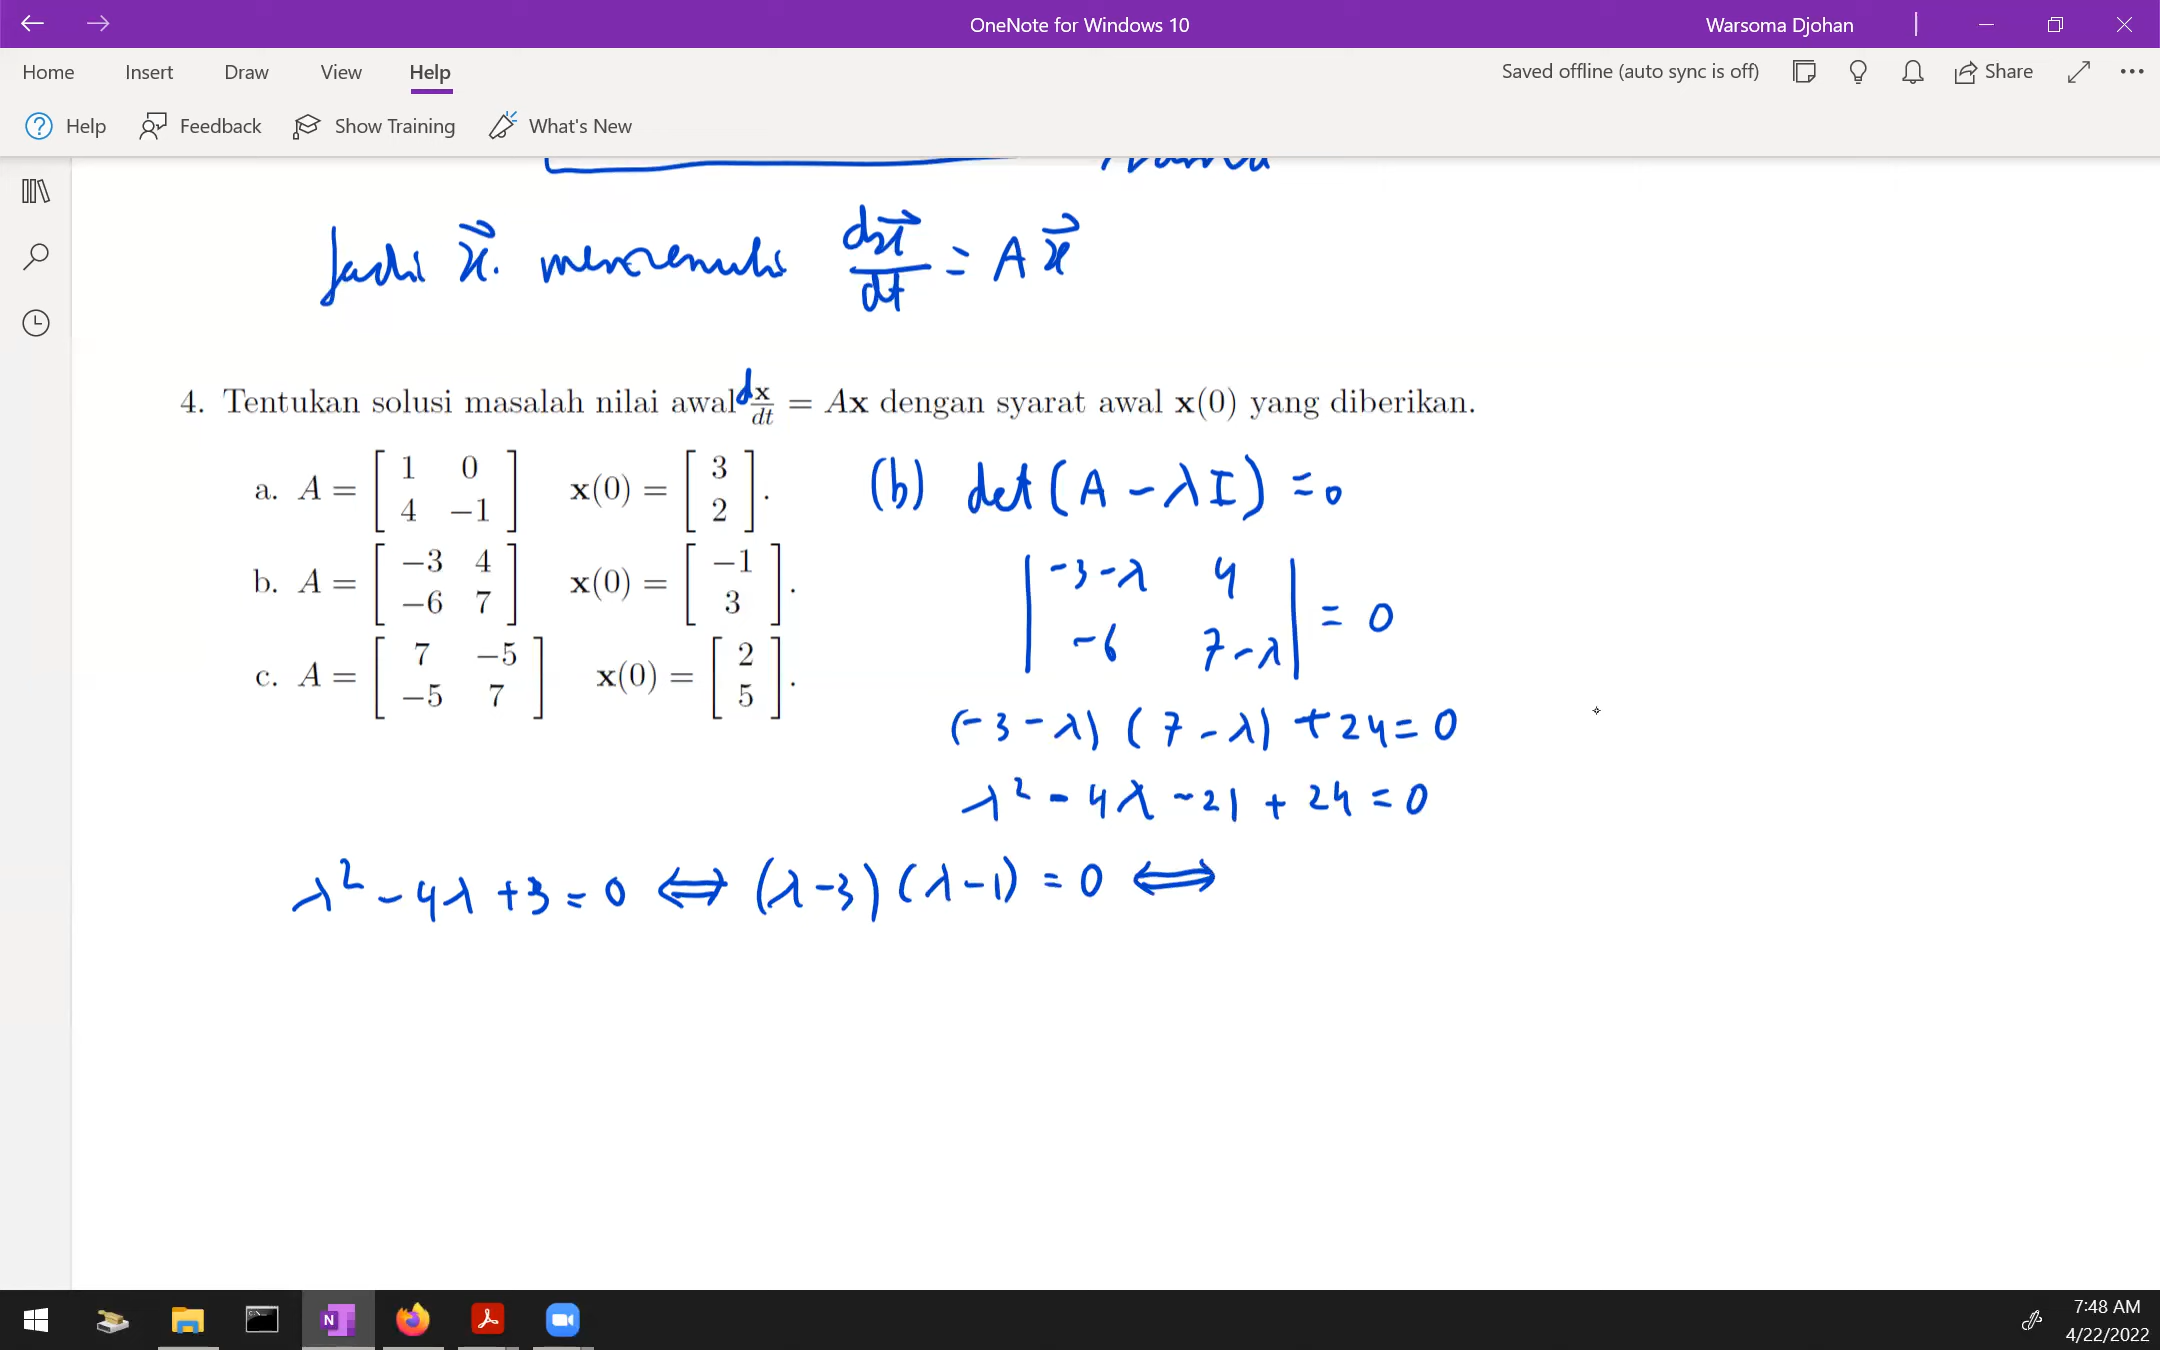 OneNote for Windows 10
Warsoma Djohan
Home Insert Draw View Help
Saved offline (auto sync is off) Share
Help Feedback Show Training What's New
Jadi x⃗. memenuhi dx⃗/dt = A x⃗
4. Tentukan solusi masalah nilai awal dx/dt = Ax dengan syarat awal x(0) yang diberikan.
a. A = [ 1 0 ; 4 −1 ] x(0) = [ 3 ; 2 ].
b. A = [ −3 4 ; −6 7 ] x(0) = [ −1 ; 3 ].
c. A = [ 7 −5 ; −5 7 ] x(0) = [ 2 ; 5 ].
(b) det(A − λI) = 0
| −3−λ 4 ; −6 7−λ | = 0
(−3 − λ)(7 − λ) + 24 = 0
λ² − 4λ − 21 + 24 = 0
λ² − 4λ + 3 = 0 ⟺ (λ−3)(λ−1) = 0 ⟺
7:48 AM
4/22/2022